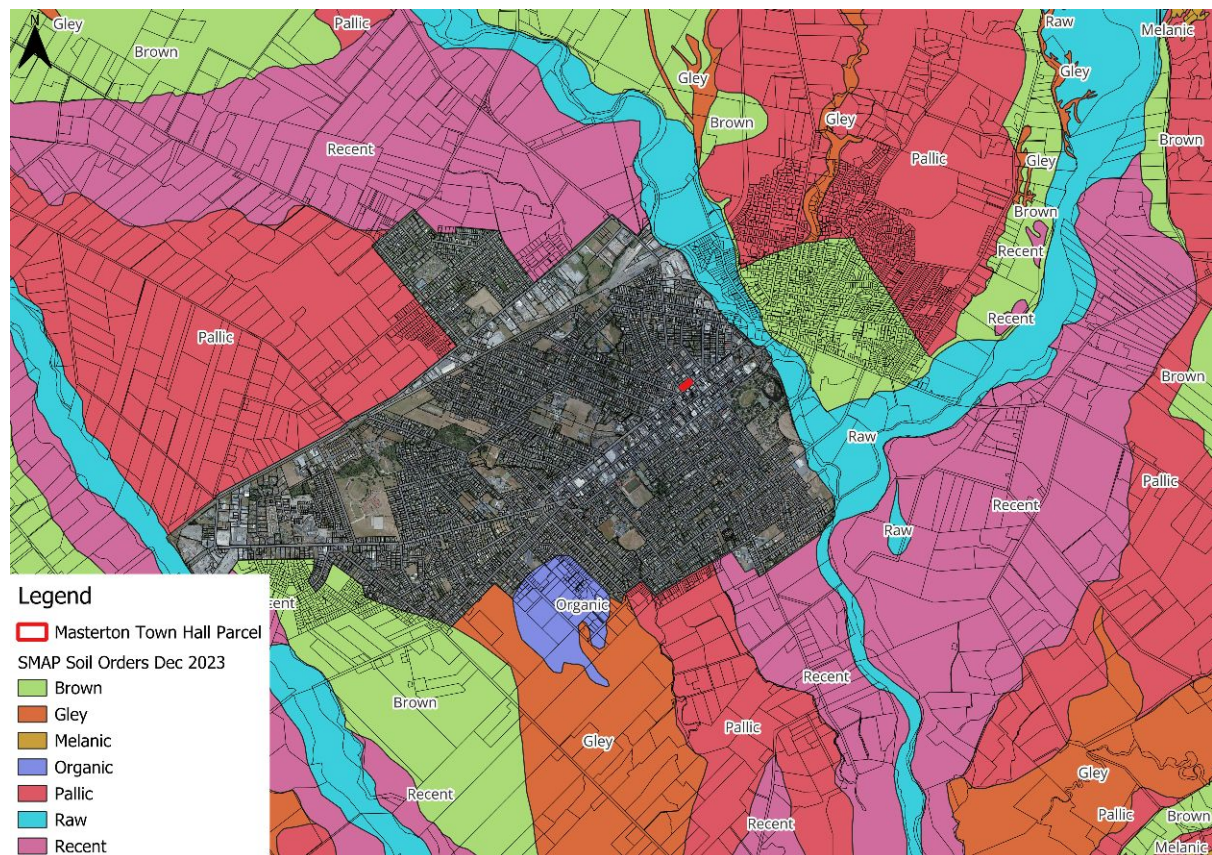 N
Gley
Brown
Pallic
Raw
Melanic
Gley
Gley
Brown
Gley
Pallic
Brown
Recent
Gley
Brown
Recent
Recent
Pallic
Brown
Raw
Pallic
Recent
Raw
Organic
Recent
Brown
Pallic
Gley
Recent
Recent
Gley
Pallic
Brown
Melanic
Legend
Masterton Town Hall Parcel
SMAP Soil Orders Dec 2023
Brown
Gley
Melanic
Organic
Pallic
Raw
Recent